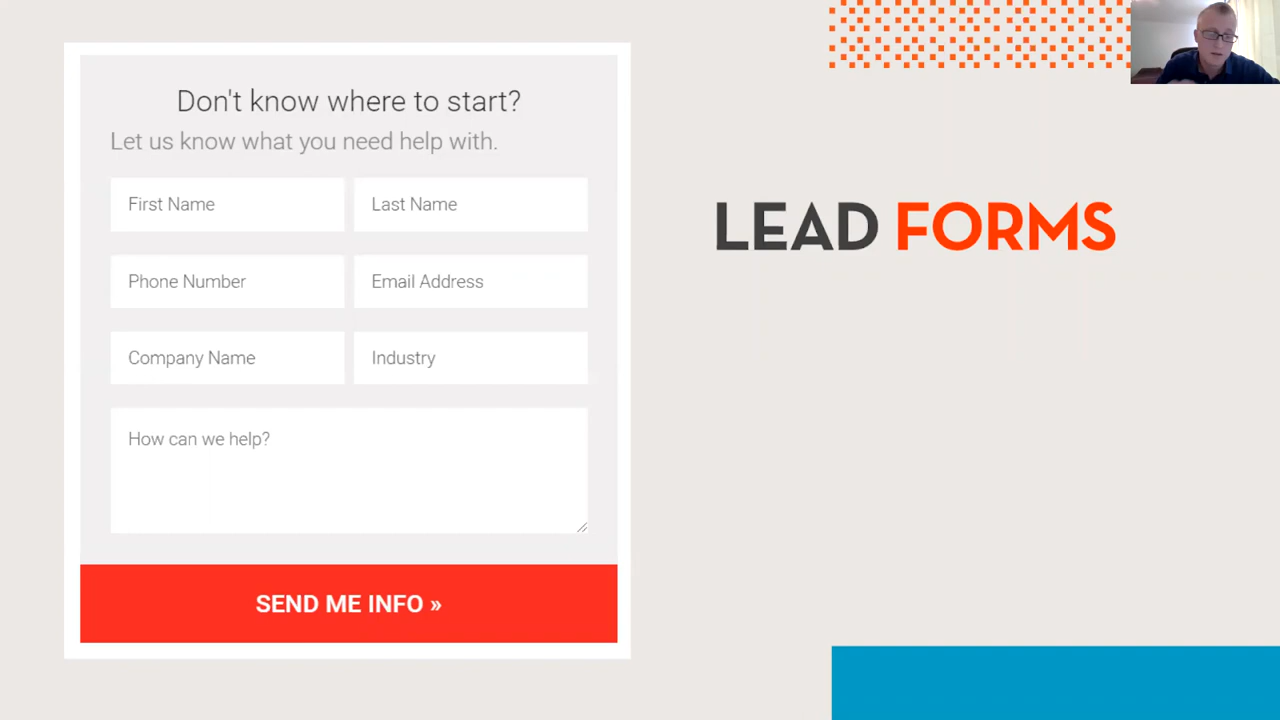 Don't know where to start?
Let us know what you need help with.
First Name
Last Name
Phone Number
Email Address
Company Name
Industry
How can we help?
SEND ME INFO »
LEAD FORMS